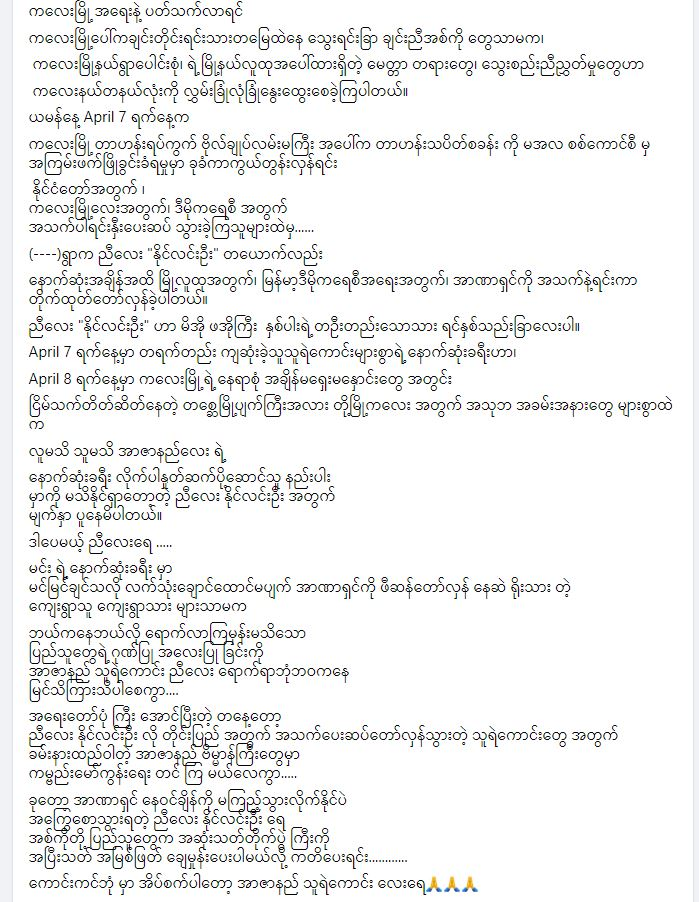 ကလေးမြို့ အရေးနဲ့ ပတ်သက်လာရင်
ကလေးမြို့ပေါ်ကချင်းတိုင်းရင်းသားတမြေထဲနေ သွေးရင်းခြာ ချင်းညီအစ်ကို တွေသာမက၊
ကလေးမြို့နယ်ရွာပေါင်းစုံ၊ ရဲ့မြို့နယ်လူထုအပေါ်ထားရှိတဲ့ မေတ္တာ တရားတွေ၊ သွေးစည်းညီညွတ်မှုတွေဟာ
ကလေးနယ်တနယ်လုံးကို လွှမ်းခြုံလုံခြုံနွေးထွေးစေခဲ့ကြပါတယ်။
ယမန်နေ့ April 7 ရက်နေ့က
ကလေးမြို့ တာဟန်းရပ်ကွက် ဗိုလ်ချုပ်လမ်းမကြီး အပေါ်က တာဟန်းသပိတ်စခန်း ကို မအလ စစ်ကောင်စီ မှ
အကြမ်းဖက်ဖြိုခွင်းခံရမှုမှာ ခုခံကာကွယ်တွန်းလှန်ရင်း
နိုင်ငံတော်အတွက် ၊
ကလေးမြို့လေးအတွက်၊ ဒီမိုကရေစီ အတွက်
အသက်ပါရင်းနှီးပေးဆပ် သွားခဲ့ကြသူများထဲမှ......
(----)ရွာက ညီလေး "နိုင်လင်းဦး" တယောက်လည်း
နောက်ဆုံးအချိန်အထိ မြို့လူထုအတွက်၊ မြန်မာ့ဒီမိုကရေစီအရေးအတွက်၊ အာဏာရှင်ကို အသက်နဲ့ရင်းကာ
တိုက်ထုတ်တော်လှန်ခဲ့ပါတယ်။
ညီလေး "နိုင်လင်းဦး" ဟာ မိအို ဖအိုကြီး နှစ်ပါးရဲ့တဦးတည်းသောသား ရင်နှစ်သည်းခြာလေးပါ။
April 7 ရက်နေ့မှာ တရက်တည်း ကျဆုံးခဲ့သူသူရဲကောင်းများစွာရဲ့နောက်ဆုံးခရီးဟာ၊
April 8 ရက်နေ့မှာ ကလေးမြို့ရဲ့နေရာစုံ အချိန်မရှေးမနှောင်းတွေ အတွင်း
ငြိမ်သက်တိတ်ဆိတ်နေတဲ့ တစ္ဆေမြို့ပျက်ကြီးအလား တို့မြို့ကလေး အတွက် အသုဘ အခမ်းအနားတွေ များစွာထဲ
က
လူမသိ သူမသိ အာဇာနည်လေး ရဲ့
နောက်ဆုံးခရီး လိုက်ပါနှုတ်ဆက်ပို့ဆောင်သူ နည်းပါး
မှာကို မသိနိုင်ရှာတော့တဲ့ ညီလေး နိုင်လင်းဦး အတွက်
မျက်နှာ ပူနေမိပါတယ်။
ဒါပေမယ့် ညီလေးရေ .....
မင်း ရဲ့နောက်ဆုံးခရီး မှာ
မင်မြင်ချင်သလို လက်သုံးချောင်ထောင်မပျက် အာဏာရှင်ကို ဖီဆန်တော်လှန် နေဆဲ ရိုးသား တဲ့
ကျေးရွာသူ ကျေးရွာသား များသာမက
ဘယ်ကနေဘယ်လို ရောက်လာကြမှန်းမသိသော
ပြည်သူတွေရဲ့ဂုဏ်ပြု အလေးပြု ခြင်းကို
အာဇာနည် သူရဲကောင်း ညီလေး ရောက်ရာဘုံဘဝကနေ
မြင်သိကြားသိပါစေကွာ....
အရေးတော်ပုံ ကြီး အောင်ပြီးတဲ့ တနေ့တော့
ညီလေး နိုင်လင်းဦး လို တိုင်းပြည် အတွက် အသက်ပေးဆပ်တော်လှန်သွားတဲ့ သူရဲကောင်းတွေ အတွက်
ခမ်းနားထည်ဝါတဲ့ အာဇာနည် ဗိမ္မာန်ကြီးတွေမှာ
ကမ္ဗည်းမော်ကွန်းရေး တင် ကြ မယ်လေကွာ.....
ခုတော့ အာဏာရှင် နေဝင်ချိန်ကို မကြည့်သွားလိုက်နိုင်ပဲ
အကြွေစောသွားရတဲ့ ညီလေး နိုင်လင်းဦး ရေ
အစ်ကိုတို့ ပြည်သူတွေက အဆုံးသတ်တိုက်ပွဲ ကြီးကို
အပြီးသတ် အမြစ်ဖြတ် ချေမှုန်းပေးပါမယ်လို့ ကတိပေးရင်း............
ကောင်းကင်ဘုံ မှာ အိပ်စက်ပါတော့ အာဇာနည် သူရဲကောင်း လေးရေ🙏🙏🙏